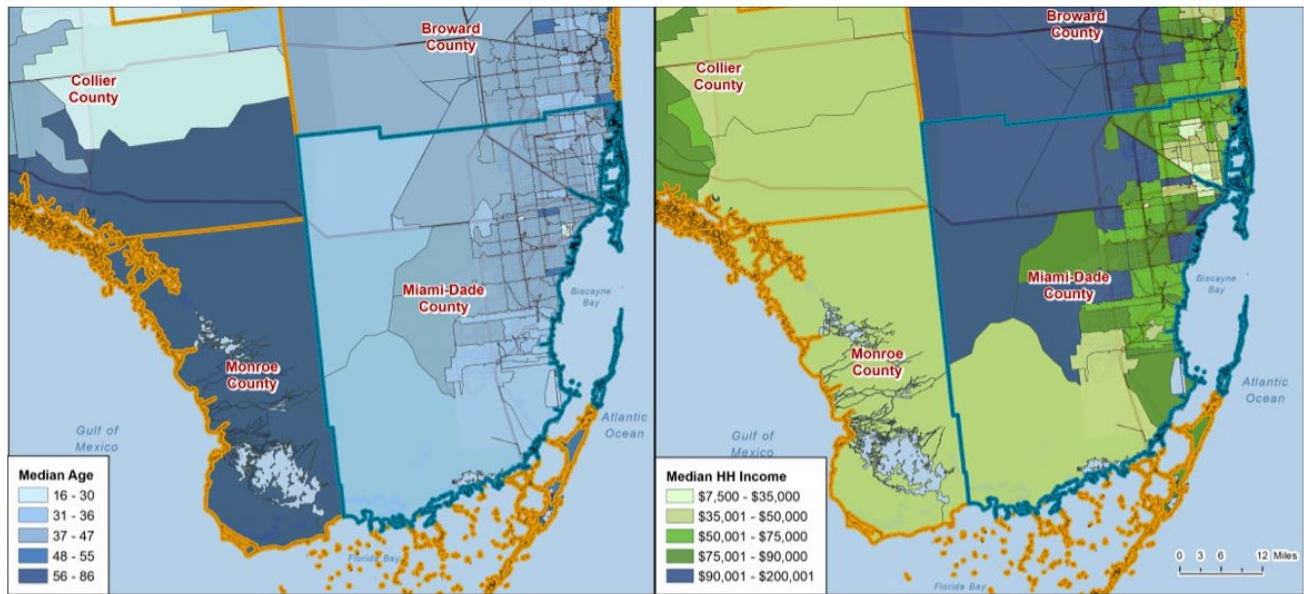 Broward
County
Collier
County
Miami-Dade
County
Biscayne
Bay
Monroe
County
Atlantic
Ocean
Gulf of
Mexico
Florida Bay
Median Age
16 - 30
31 - 36
37 - 47
48 - 55
56 - 86
Broward
County
Collier
County
Biscayne
Bay
Miami-Dade
County
Monroe
County
Atlantic
Ocean
Gulf of
Mexico
Florida Bay
Median HH Income
$7,500 - $35,000
$35,001 - $50,000
$50,001 - $75,000
$75,001 - $90,000
$90,001 - $200,001
0 3 6 12 Miles